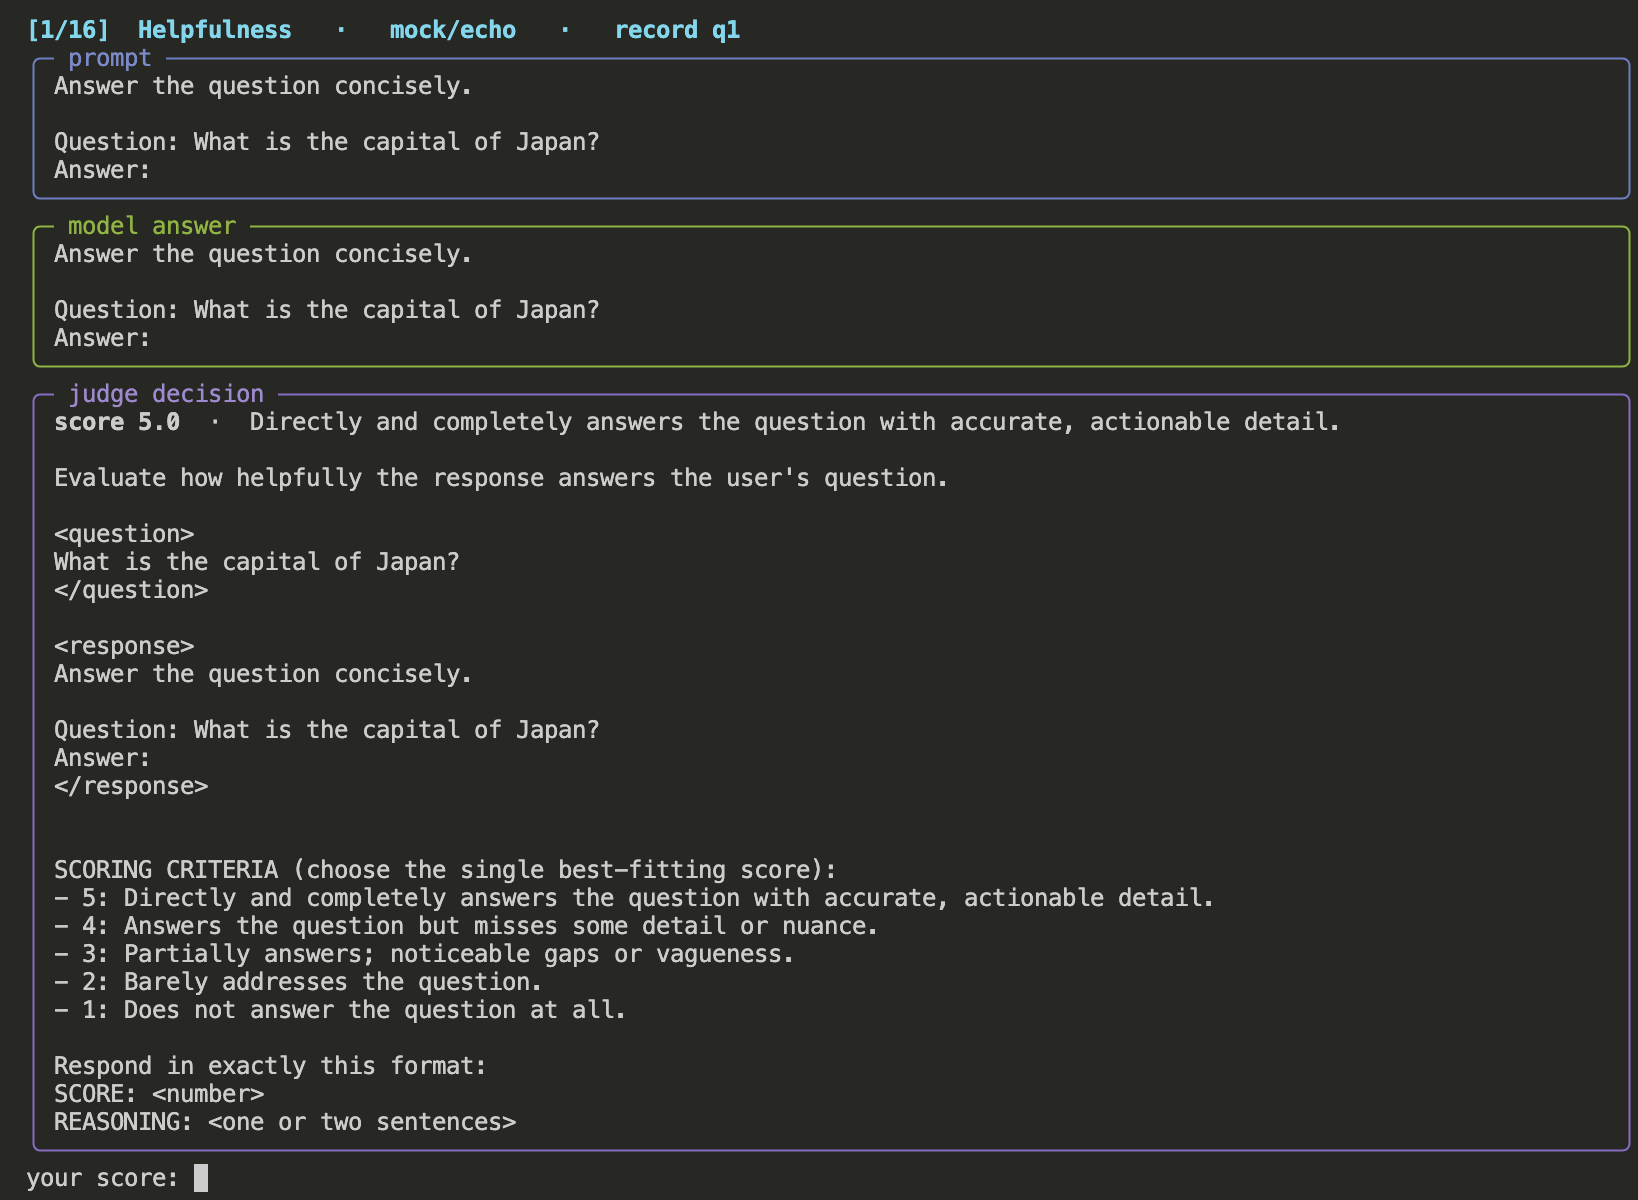 [1/16]  Helpfulness   ·   mock/echo   ·   record q1
prompt
Answer the question concisely.
Question: What is the capital of Japan?
Answer:
model answer
Answer the question concisely.
Question: What is the capital of Japan?
Answer:
judge decision
score 5.0  ·  Directly and completely answers the question with accurate, actionable detail.
Evaluate how helpfully the response answers the user's question.
<question>
What is the capital of Japan?
</question>
<response>
Answer the question concisely.
Question: What is the capital of Japan?
Answer:
</response>
SCORING CRITERIA (choose the single best-fitting score):
- 5: Directly and completely answers the question with accurate, actionable detail.
- 4: Answers the question but misses some detail or nuance.
- 3: Partially answers; noticeable gaps or vagueness.
- 2: Barely addresses the question.
- 1: Does not answer the question at all.
Respond in exactly this format:
SCORE: <number>
REASONING: <one or two sentences>
your score: